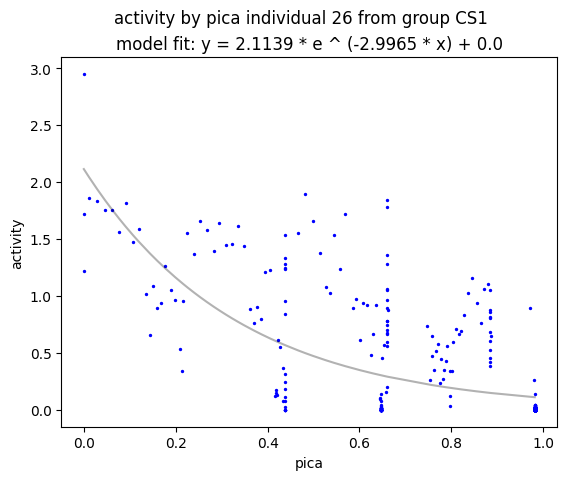 activity by pica individual 26 from group CS1
model fit: y = 2.1139 * e ^ (-2.9965 * x) + 0.0
3.0
2.5
2.0
1.5
1.0
0.5
0.0
activity
0.0 0.2 0.4 0.6 0.8 1.0
pica